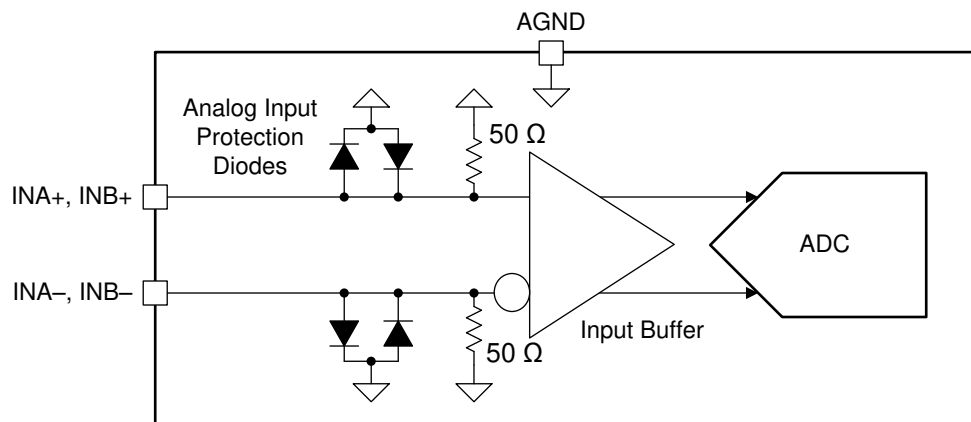 AGND
Analog Input
Protection
Diodes
50 Ω
INA+, INB+
ADC
INA–, INB–
Input Buffer
50 Ω